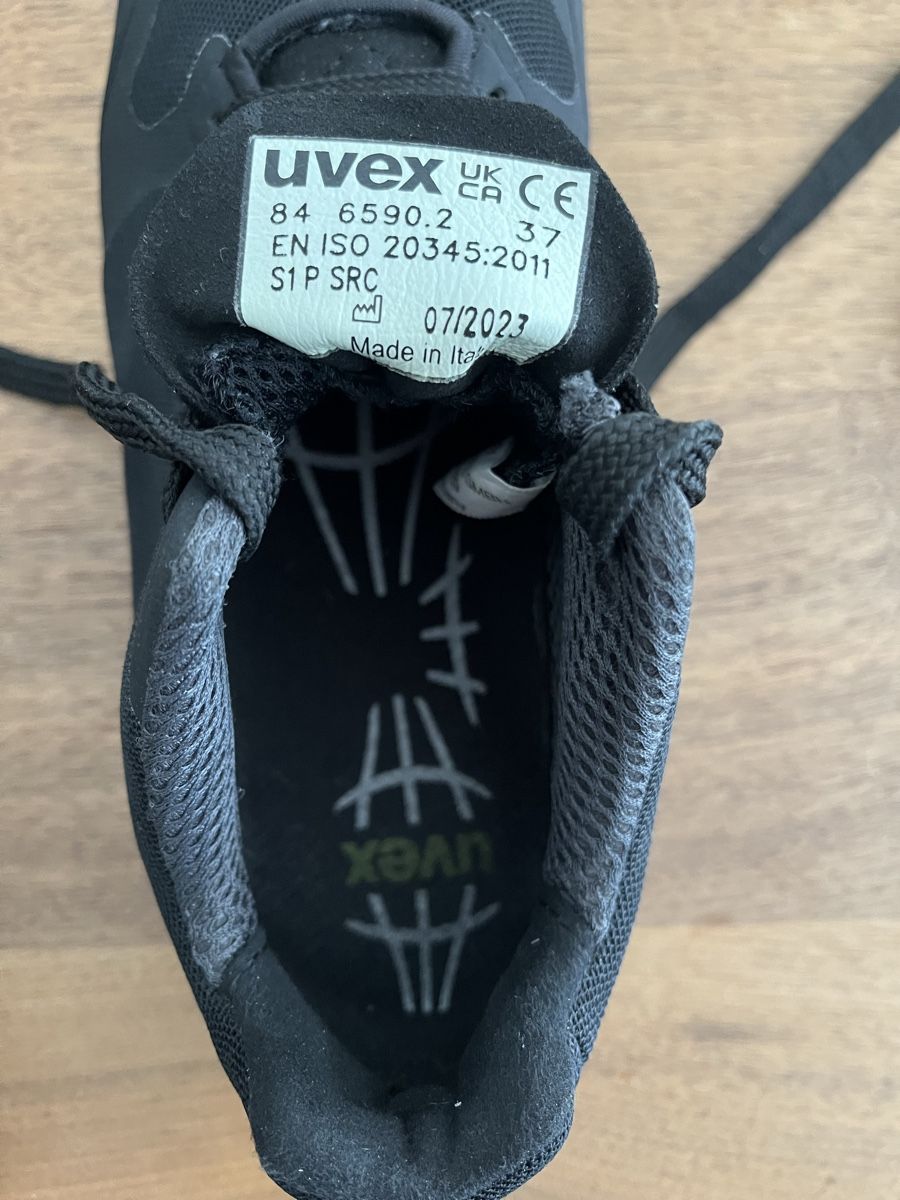 uvex UK CA CE
84 6590.2 37
EN ISO 20345:2011
S1 P SRC
07/2023
Made in
uvex